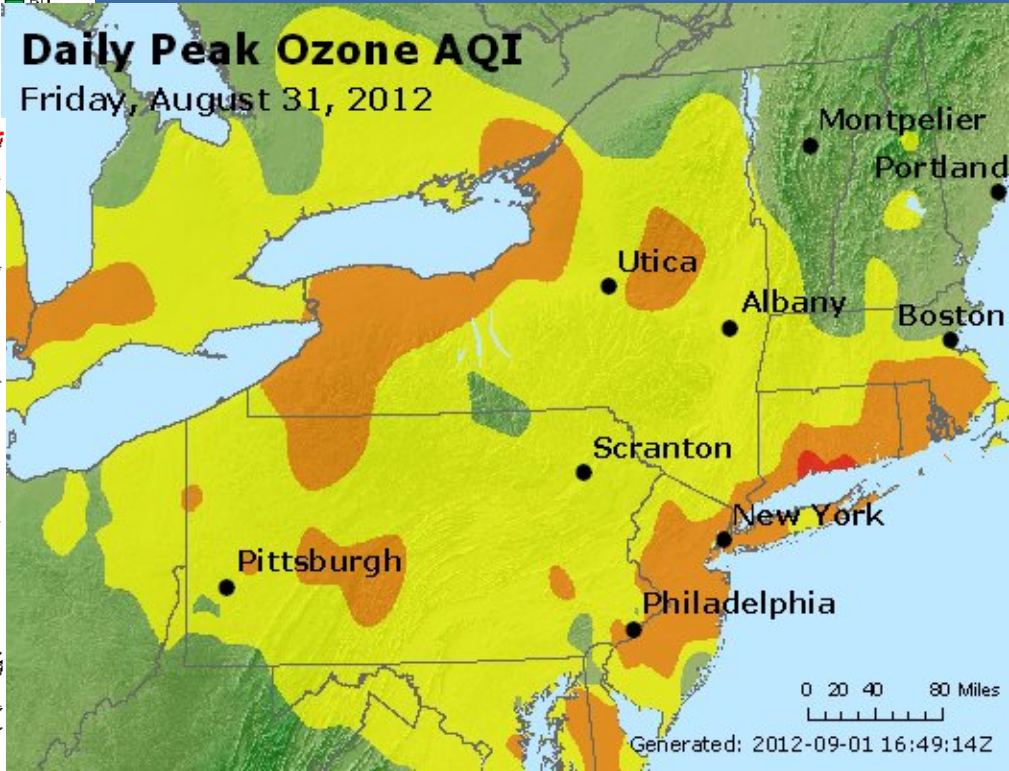 Daily Peak Ozone AQI
Friday, August 31, 2012
Montpelier
Portland
Utica
Albany
Boston
Scranton
New York
Pittsburgh
Philadelphia
0 20 40 80 Miles
Generated: 2012-09-01 16:49:14Z